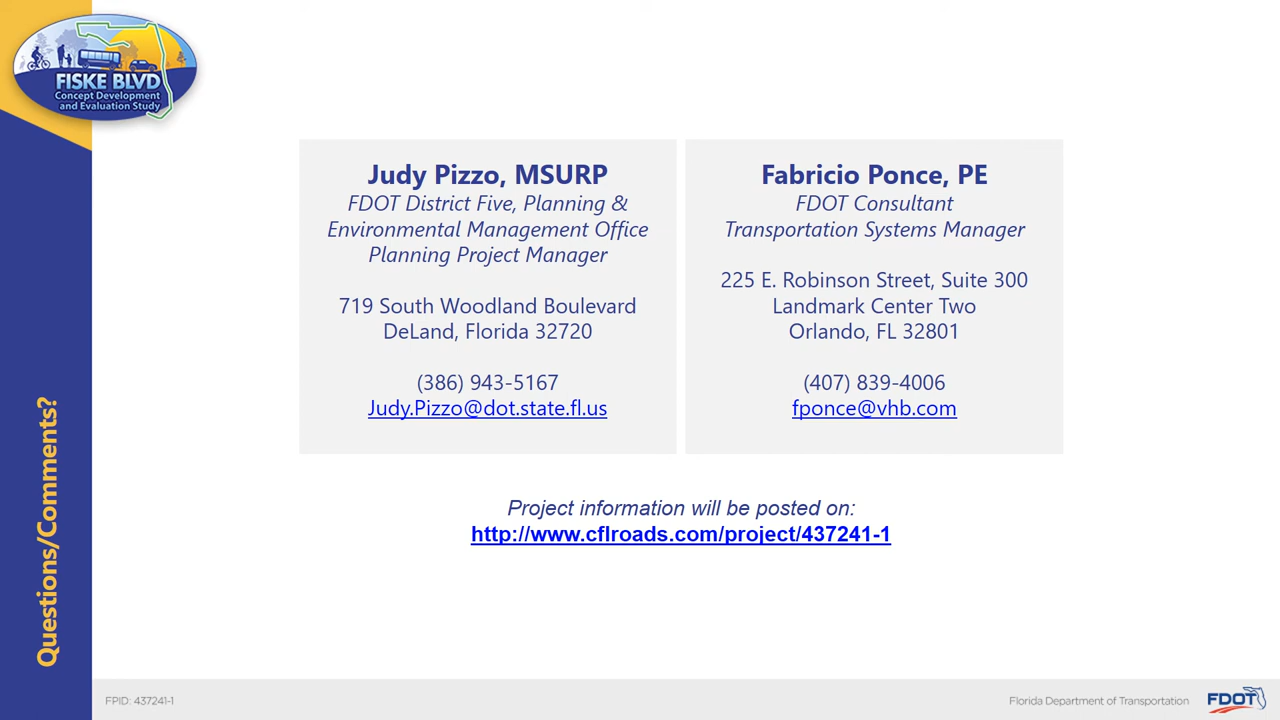 FISKE BLVD
Concept Development
and Evaluation Study
Judy Pizzo, MSURP
FDOT District Five, Planning &
Environmental Management Office
Planning Project Manager
719 South Woodland Boulevard
DeLand, Florida 32720
(386) 943-5167
Judy.Pizzo@dot.state.fl.us
Fabricio Ponce, PE
FDOT Consultant
Transportation Systems Manager
225 E. Robinson Street, Suite 300
Landmark Center Two
Orlando, FL 32801
(407) 839-4006
fponce@vhb.com
Project information will be posted on:
http://www.cflroads.com/project/437241-1
Questions/Comments?
FPID: 437241-1
Florida Department of Transportation
FDOT